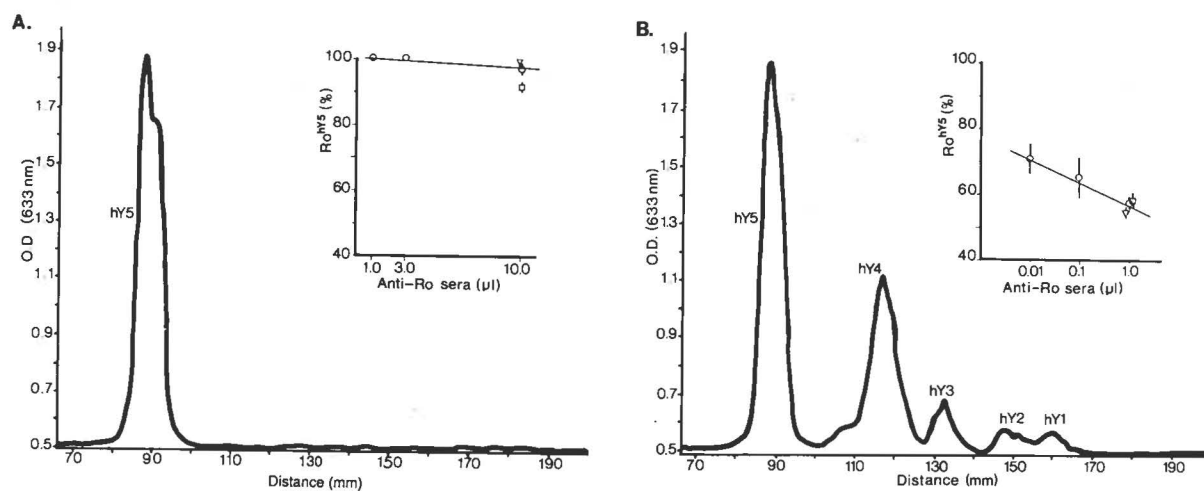 A.
O.D (633 nm)
1.9
1.7
1.5
1.3
1.1
0.9
0.7
0.5
hY5
70 90 110 130 150 170 190
Distance (mm)
Ro hY5 (%)
100
80
60
40
1.0 3.0 10.0
Anti-Ro sera (µl)
B.
O.D. (633 nm)
1.9
1.7
1.5
1.3
1.1
0.9
0.7
0.5
hY5
hY4
hY3
hY2 hY1
70 90 110 130 150 170 190
Distance (mm)
Ro hY5 (%)
100
80
60
40
0.01 0.1 1.0
Anti-Ro sera (µl)